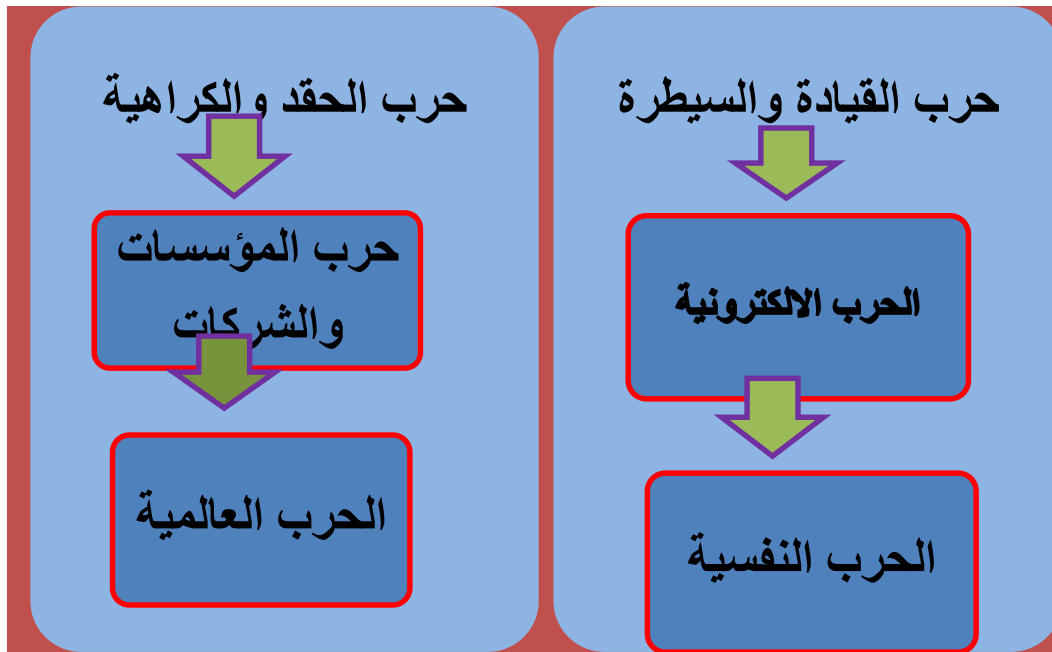 حرب القيادة والسيطرة
الحرب الالكترونية
الحرب النفسية
حرب الحقد والكراهية
حرب المؤسسات
والشركات
الحرب العالمية